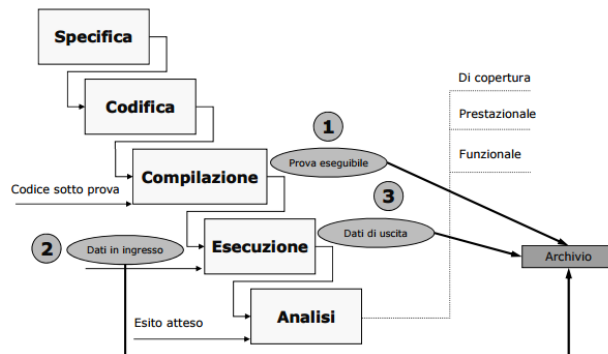 Specifica
Di copertura
Codifica
Prestazionale
1
Prova eseguibile
Funzionale
Compilazione
Codice sotto prova
3
Dati di uscita
2
Dati in ingresso
Esecuzione
Archivio
Esito atteso
Analisi